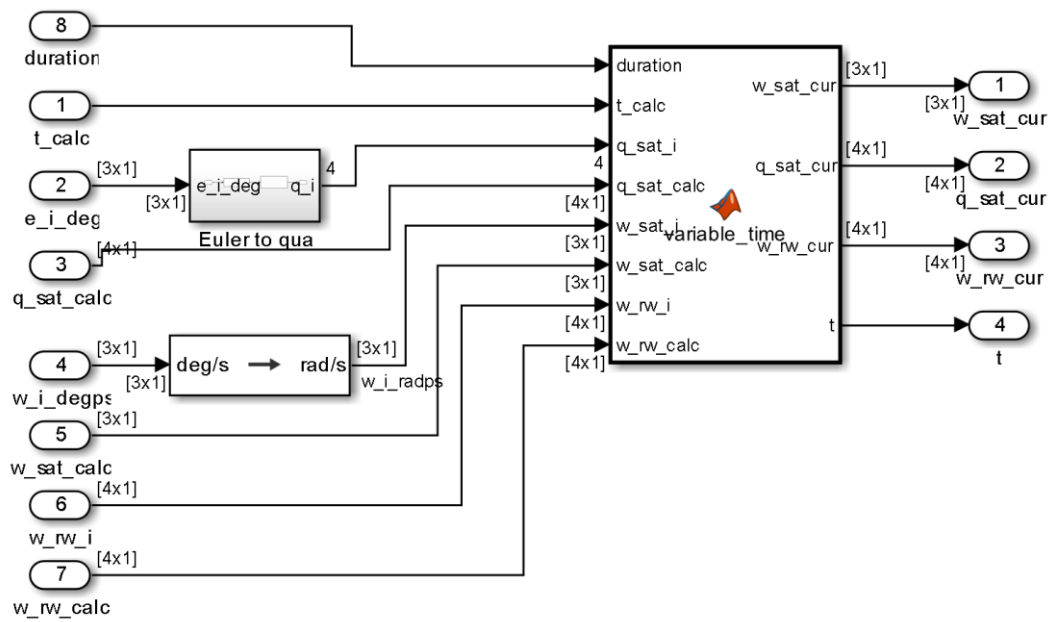 8
duration
1
t_calc
[3x1]
2
[3x1]
e_i_deg
e_i_deg
q_i
4
Euler to qua
[4x1]
3
q_sat_calc
[3x1]
4
[3x1]
w_i_degps
deg/s
rad/s
[3x1]
w_i_radps
[3x1]
5
w_sat_calc
[4x1]
6
w_rw_i
[4x1]
7
w_rw_calc
duration
t_calc
q_sat_i
4
q_sat_calc
[4x1]
w_sat_i
[3x1]
w_sat_calc
[3x1]
w_rw_i
[4x1]
w_rw_calc
[4x1]
variable_time
w_sat_cur
q_sat_cur
w_rw_cur
t
[3x1]
[3x1]
1
w_sat_cur
[4x1]
[4x1]
2
q_sat_cur
[4x1]
[4x1]
3
w_rw_cur
4
t